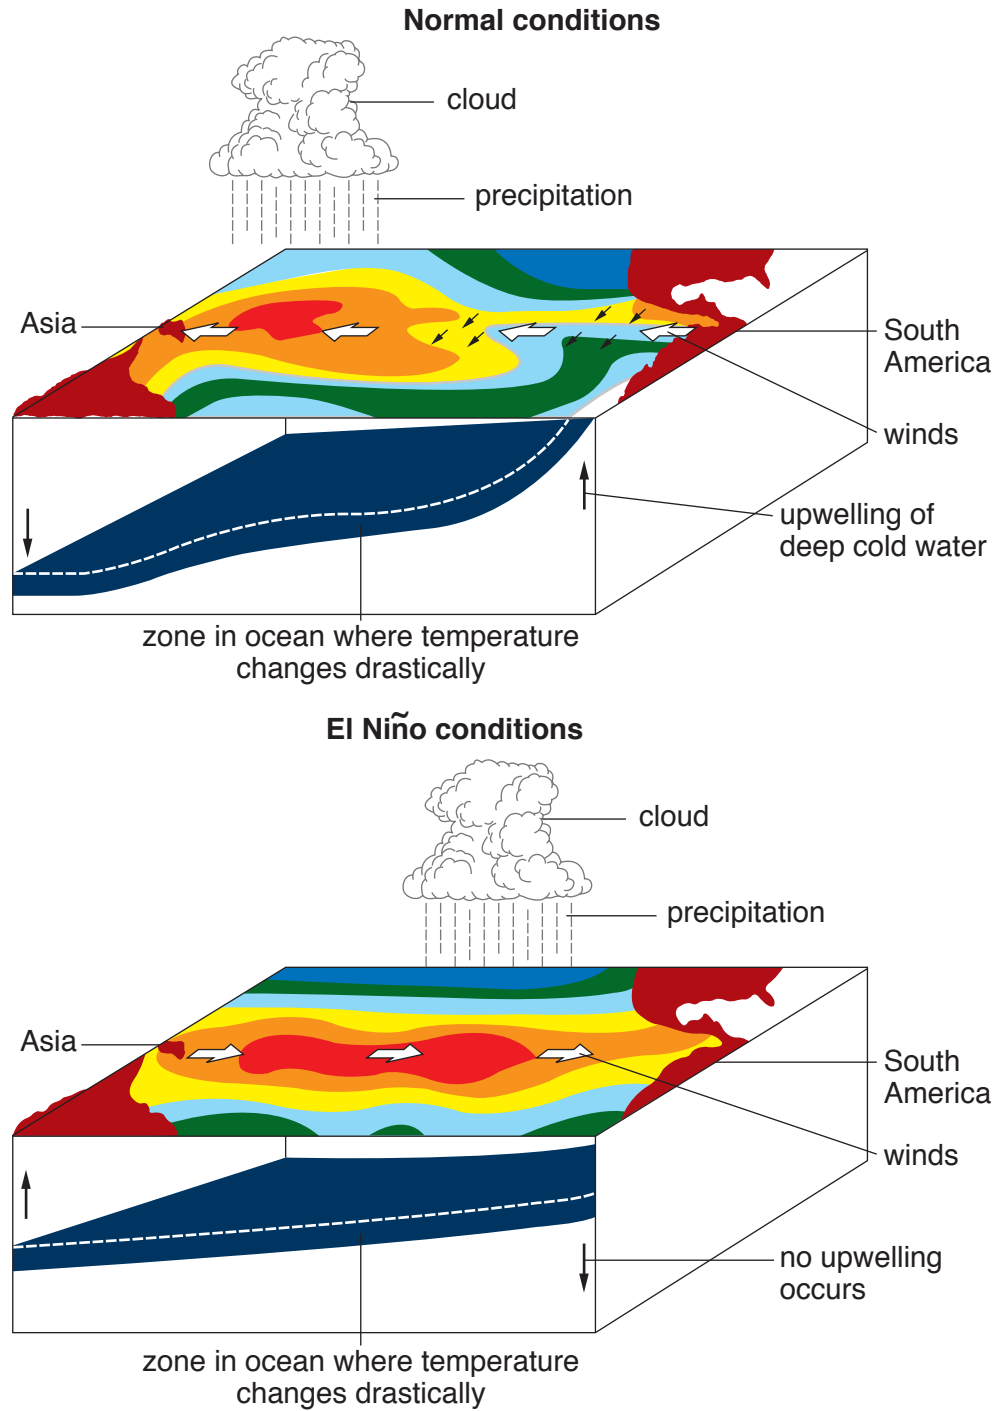 Normal conditions
cloud
precipitation
Asia
South
America
winds
upwelling of
deep cold water
zone in ocean where temperature
changes drastically
El Niño conditions
cloud
precipitation
Asia
South
America
winds
no upwelling
occurs
zone in ocean where temperature
changes drastically